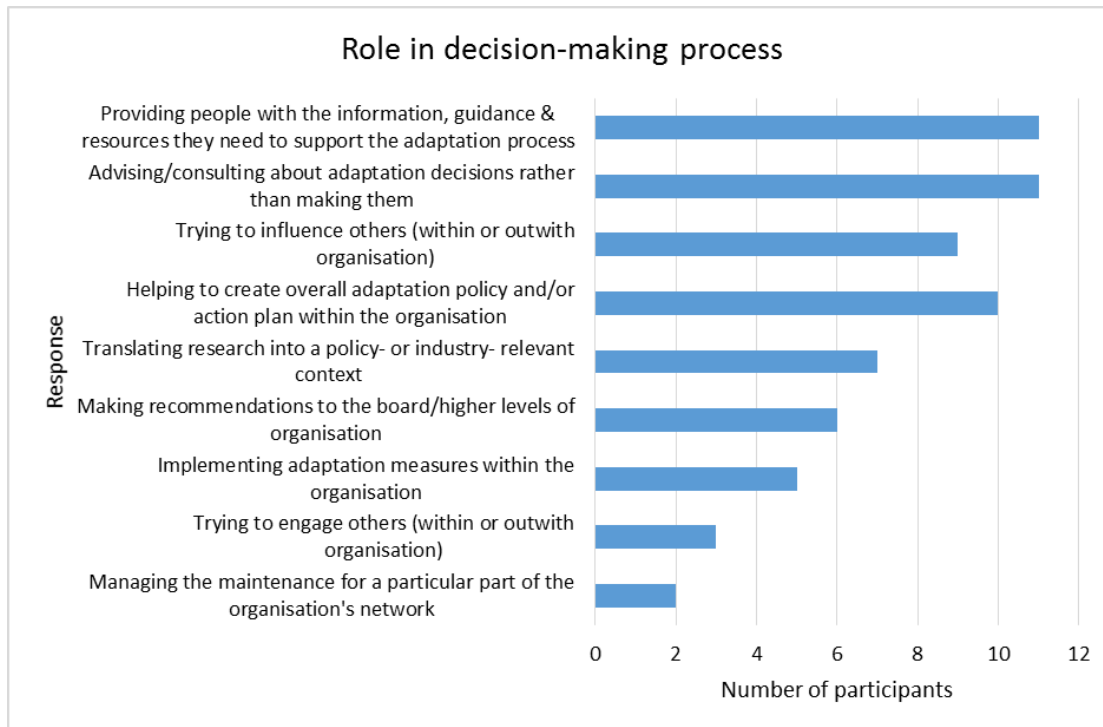 Role in decision-making process
Providing people with the information, guidance &
resources they need to support the adaptation process
Advising/consulting about adaptation decisions rather
than making them
Trying to influence others (within or outwith
organisation)
Helping to create overall adaptation policy and/or
action plan within the organisation
Translating research into a policy- or industry- relevant
context
Making recommendations to the board/higher levels of
organisation
Implementing adaptation measures within the
organisation
Trying to engage others (within or outwith
organisation)
Managing the maintenance for a particular part of the
organisation's network
Response
0 2 4 6 8 10 12
Number of participants